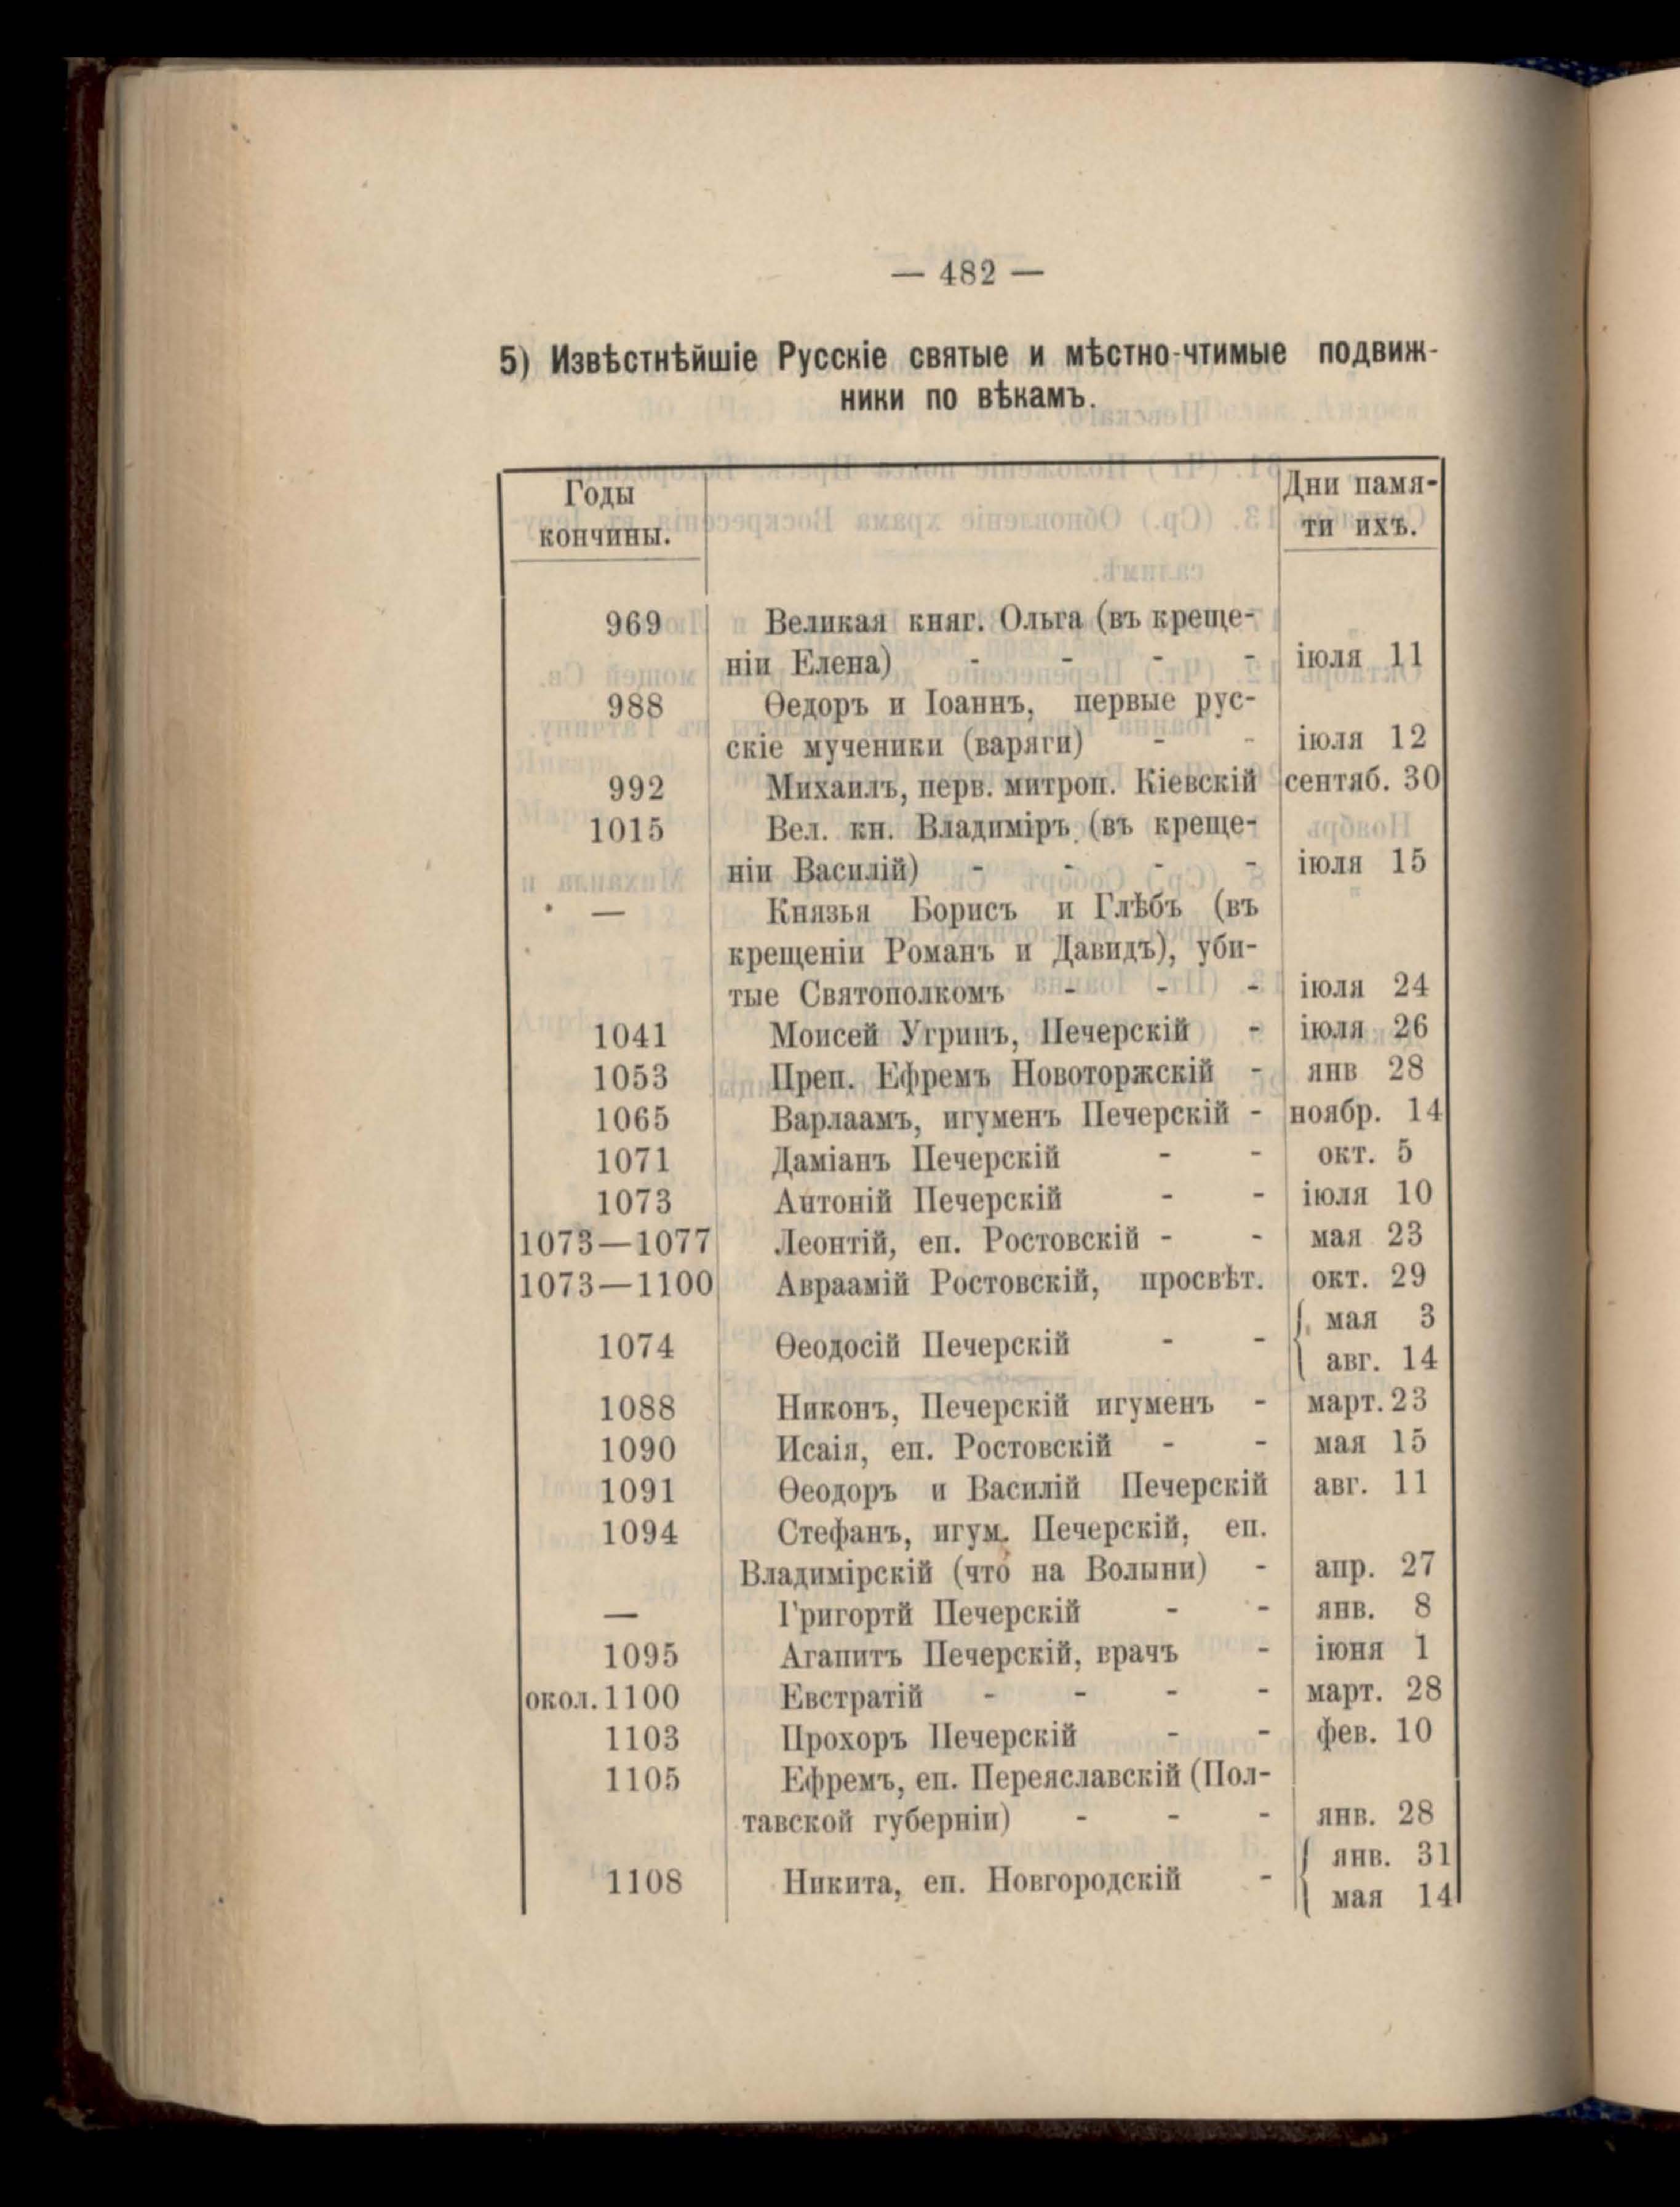 — 482 —
5) Извѣстнѣйшіе Русскіе святые и мѣстно-чтимые подвиж-
ники по вѣкамъ.
Годы
кончины.
Дни памя-
ти ихъ.
969 Великая княг. Ольга (въ креще-
ніи Елена) - - - - іюля 11
988 Ѳедоръ и Іоаннъ, первые рус-
скіе мученики (варяги) - - іюля 12
992 Михаилъ, перв. митроп. Кіевскій сентяб. 30
1015 Вел. кн. Владиміръ (въ креще-
ніи Василій) - - - - іюля 15
— Князья Борисъ и Глѣбъ (въ
крещеніи Романъ и Давидъ), уби-
тые Святополкомъ - - - іюля 24
1041 Моисей Угринъ, Печерскій - іюля 26
1053 Преп. Ефремъ Новоторжскій - янв 28
1065 Варлаамъ, игуменъ Печерскій - ноябр. 14
1071 Даміанъ Печерскій - - окт. 5
1073 Антоній Печерскій - - іюля 10
1073—1077 Леонтій, еп. Ростовскій - - мая 23
1073—1100 Авраамій Ростовскій, просвѣт. окт. 29
1074 Ѳеодосій Печерскій - - { мая 3
авг. 14
1088 Никонъ, Печерскій игуменъ - март. 23
1090 Исаія, еп. Ростовскій - - мая 15
1091 Ѳеодоръ и Василій Печерскій авг. 11
1094 Стефанъ, игум. Печерскій, еп.
Владимірскій (что на Волыни) - апр. 27
— Григортй Печерскій - - янв. 8
1095 Агапитъ Печерскій, врачъ - іюня 1
окол. 1100 Евстратій - - - - март. 28
1103 Прохоръ Печерскій - - фев. 10
1105 Ефремъ, еп. Переяславскій (Пол-
тавской губерніи) - - - янв. 28
1108 Никита, еп. Новгородскій - { янв. 31
мая 14